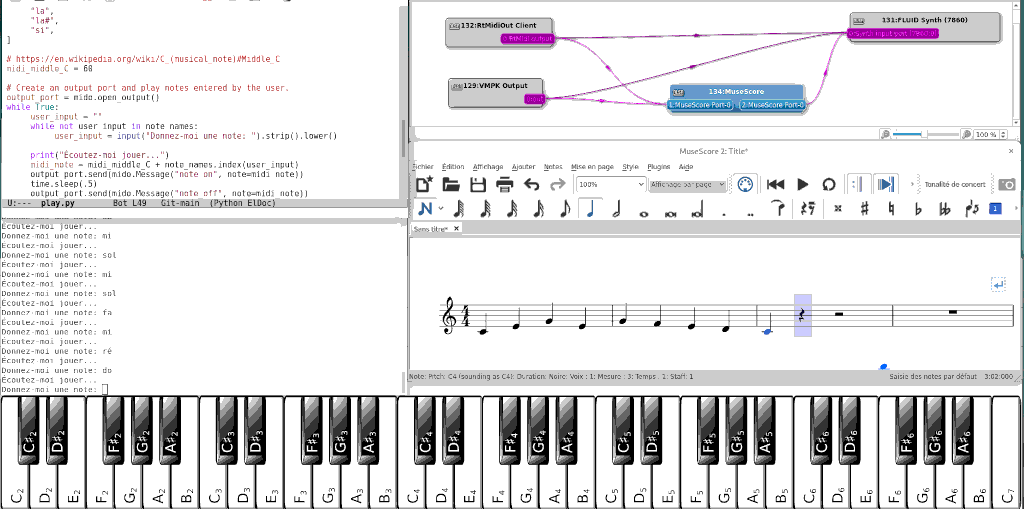 "la",
"la#",
"si",
]
# https://en.wikipedia.org/wiki/C_(musical_note)#Middle_C
midi_middle_C = 60
# Create an output port and play notes entered by the user.
output_port = mido.open_output()
while True:
user_input = ""
while not user_input in note_names:
user_input = input("Donnez-moi une note: ").strip().lower()
print("Écoutez-moi jouer...")
midi_note = midi_middle_C + note_names.index(user_input)
output_port.send(mido.Message("note_on", note=midi_note))
time.sleep(.5)
output_port.send(mido.Message("note_off", note=midi_note))
U:--- play.py Bot L49 Git-main (Python ElDoc)
Écoutez-moi jouer...
Donnez-moi une note: mi
Écoutez-moi jouer...
Donnez-moi une note: sol
Écoutez-moi jouer...
Donnez-moi une note: mi
Écoutez-moi jouer...
Donnez-moi une note: sol
Écoutez-moi jouer...
Donnez-moi une note: fa
Écoutez-moi jouer...
Donnez-moi une note: mi
Écoutez-moi jouer...
Donnez-moi une note: ré
Écoutez-moi jouer...
Donnez-moi une note: do
Écoutez-moi jouer...
Donnez-moi une note:
132:RtMidiOut Client
129:VMPK Output
131:FLUID Synth (7860)
134:MuseScore
1:MuseScore Port-0 2:MuseScore Port-0
100 %
MuseScore 2: Title*
Fichier Édition Affichage Ajouter Notes Mise en page Style Plugins Aide
100% Affichage par page Tonalité de concert
N 1
Sans titre*
Note: Pitch: C4 (sounding as C4): Duration: Noire: Voix : 1: Mesure : 3: Temps : 1: Staff: 1 Saisie des notes par défaut 3:02:000
C♯2 D♯2 F♯2 G♯2 A♯2 C♯3 D♯3 F♯3 G♯3 A♯3 C♯4 D♯4 F♯4 G♯4 A♯4 C♯5 D♯5 F♯5 G♯5 A♯5 C♯6 D♯6 F♯6 G♯6 A♯6
C2 D2 E2 F2 G2 A2 B2 C3 D3 E3 F3 G3 A3 B3 C4 D4 E4 F4 G4 A4 B4 C5 D5 E5 F5 G5 A5 B5 C6 D6 E6 F6 G6 A6 B6 C7